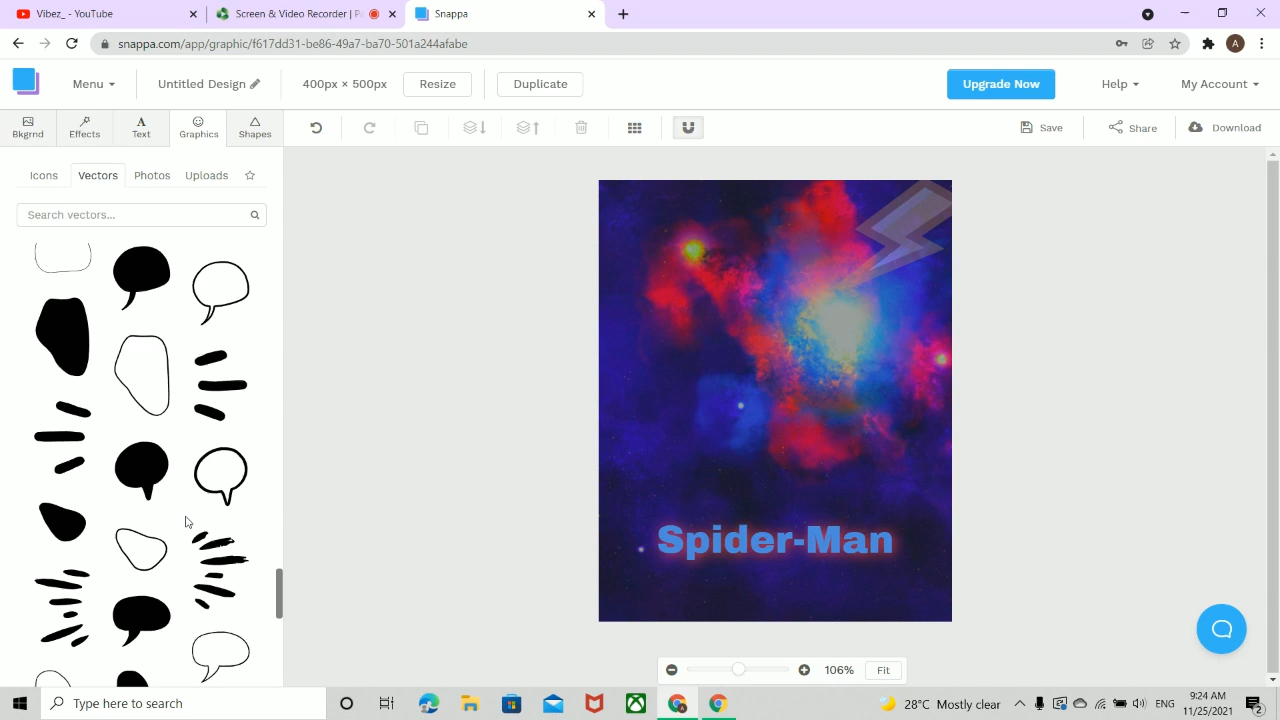 Vibez_ - YouTube
Screen & Video Recorder | P
Snappa
snappa.com/app/graphic/f617dd31-be86-49a7-ba70-501a244afabe
A
Menu
Untitled Design
400px × 500px
Resize
Duplicate
Upgrade Now
Help
My Account
Bkgrnd
Effects
Text
Graphics
Shapes
Save
Share
Download
Icons
Vectors
Photos
Uploads
Search vectors...
Spider-Man
106%
Fit
Type here to search
28°C Mostly clear
ENG
9:24 AM
11/25/2021
2